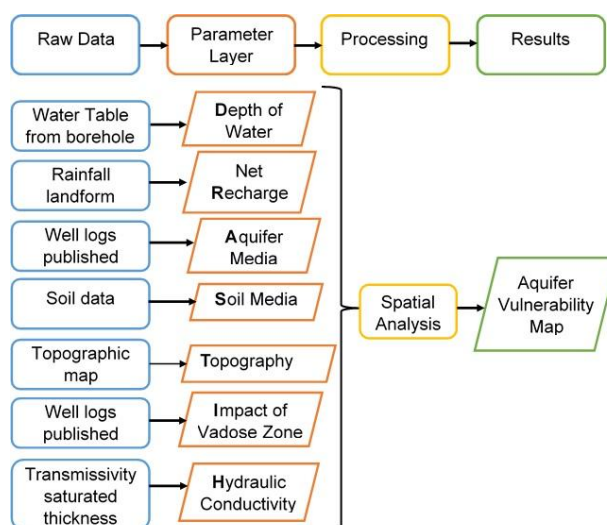 Raw Data
Parameter
Layer
Processing
Results
Water Table
from borehole
Depth of
Water
Rainfall
landform
Net
Recharge
Well logs
published
Aquifer
Media
Soil data
Soil Media
Topographic
map
Topography
Well logs
published
Impact of
Vadose Zone
Transmissivity
saturated
thickness
Hydraulic
Conductivity
Spatial
Analysis
Aquifer
Vulnerability
Map